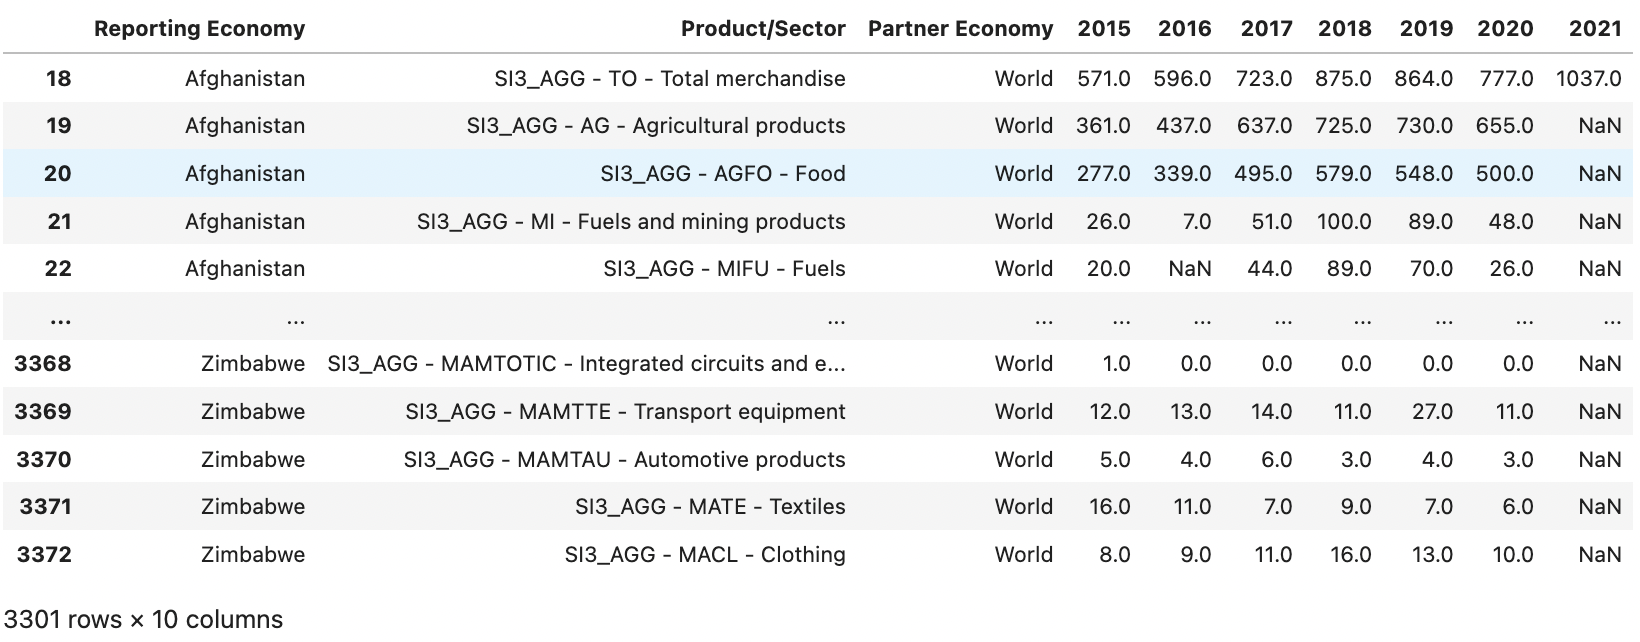 Reporting Economy Product/Sector Partner Economy 2015 2016 2017 2018 2019 2020 2021
18 Afghanistan SI3_AGG - TO - Total merchandise World 571.0 596.0 723.0 875.0 864.0 777.0 1037.0
19 Afghanistan SI3_AGG - AG - Agricultural products World 361.0 437.0 637.0 725.0 730.0 655.0 NaN
20 Afghanistan SI3_AGG - AGFO - Food World 277.0 339.0 495.0 579.0 548.0 500.0 NaN
21 Afghanistan SI3_AGG - MI - Fuels and mining products World 26.0 7.0 51.0 100.0 89.0 48.0 NaN
22 Afghanistan SI3_AGG - MIFU - Fuels World 20.0 NaN 44.0 89.0 70.0 26.0 NaN
... ... ... ... ... ... ... ... ... ... ...
3368 Zimbabwe SI3_AGG - MAMTOTIC - Integrated circuits and e... World 1.0 0.0 0.0 0.0 0.0 0.0 NaN
3369 Zimbabwe SI3_AGG - MAMTTE - Transport equipment World 12.0 13.0 14.0 11.0 27.0 11.0 NaN
3370 Zimbabwe SI3_AGG - MAMTAU - Automotive products World 5.0 4.0 6.0 3.0 4.0 3.0 NaN
3371 Zimbabwe SI3_AGG - MATE - Textiles World 16.0 11.0 7.0 9.0 7.0 6.0 NaN
3372 Zimbabwe SI3_AGG - MACL - Clothing World 8.0 9.0 11.0 16.0 13.0 10.0 NaN
3301 rows × 10 columns